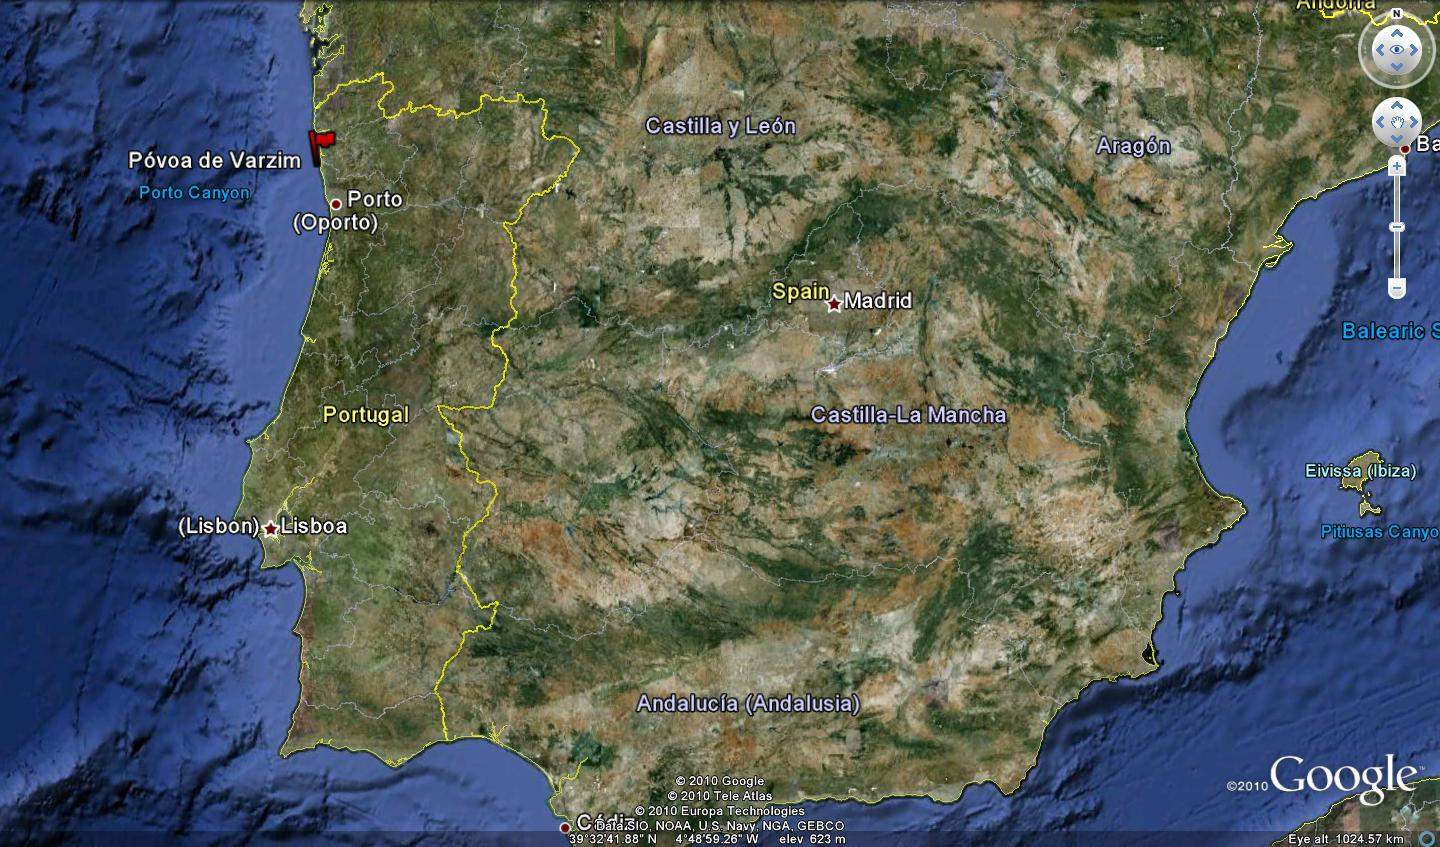 Andorra
N
Castilla y León
Aragón
Ba
Póvoa de Varzim
Porto Canyon
Porto
(Oporto)
Spain
Madrid
Balearic S
Portugal
Castilla-La Mancha
Eivissa (Ibiza)
(Lisbon)
Lisboa
Pitiusas Canyo
Andalucía (Andalusia)
©2010 Google™
© 2010 Google
© 2010 Tele Atlas
© 2010 Europa Technologies
Cádiz
Data SIO, NOAA, U.S. Navy, NGA, GEBCO
39°32'41.88" N 4°48'59.26" W elev 623 m
Eye alt 1024.57 km